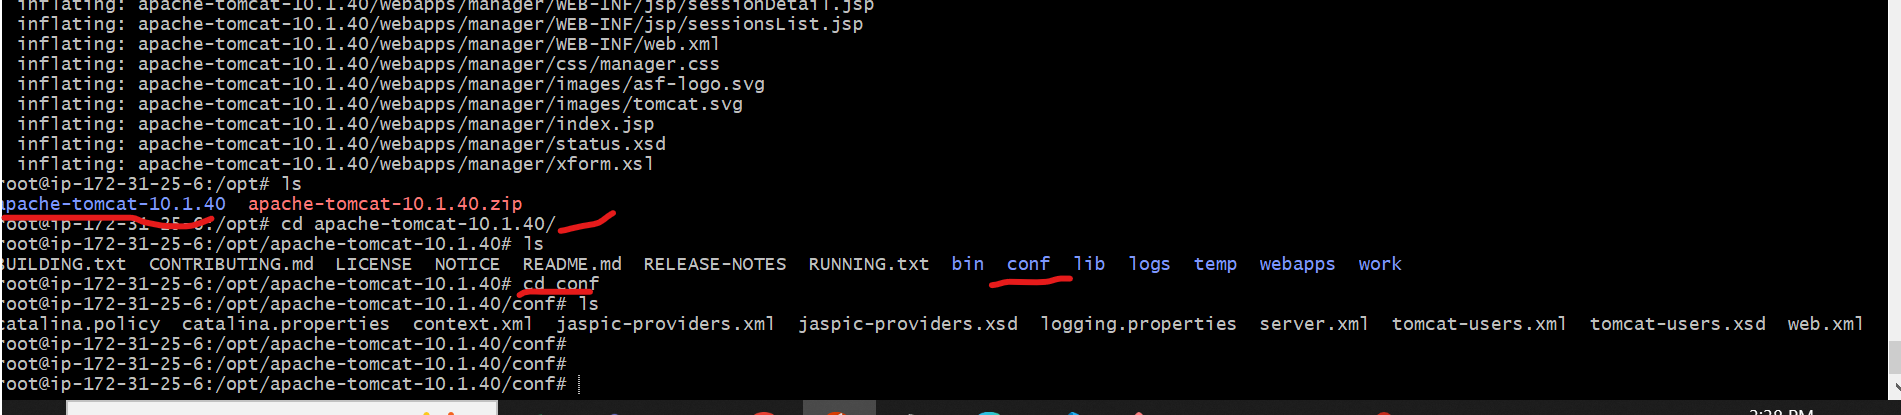 inflating: apache-tomcat-10.1.40/webapps/manager/WEB-INF/jsp/sessionDetail.jsp
inflating: apache-tomcat-10.1.40/webapps/manager/WEB-INF/jsp/sessionsList.jsp
inflating: apache-tomcat-10.1.40/webapps/manager/WEB-INF/web.xml
inflating: apache-tomcat-10.1.40/webapps/manager/css/manager.css
inflating: apache-tomcat-10.1.40/webapps/manager/images/asf-logo.svg
inflating: apache-tomcat-10.1.40/webapps/manager/images/tomcat.svg
inflating: apache-tomcat-10.1.40/webapps/manager/index.jsp
inflating: apache-tomcat-10.1.40/webapps/manager/status.xsd
inflating: apache-tomcat-10.1.40/webapps/manager/xform.xsl
root@ip-172-31-25-6:/opt# ls
apache-tomcat-10.1.40  apache-tomcat-10.1.40.zip
root@ip-172-31-25-6:/opt# cd apache-tomcat-10.1.40/
root@ip-172-31-25-6:/opt/apache-tomcat-10.1.40# ls
BUILDING.txt  CONTRIBUTING.md  LICENSE  NOTICE  README.md  RELEASE-NOTES  RUNNING.txt  bin  conf  lib  logs  temp  webapps  work
root@ip-172-31-25-6:/opt/apache-tomcat-10.1.40# cd conf
root@ip-172-31-25-6:/opt/apache-tomcat-10.1.40/conf# ls
catalina.policy  catalina.properties  context.xml  jaspic-providers.xml  jaspic-providers.xsd  logging.properties  server.xml  tomcat-users.xml  tomcat-users.xsd  web.xml
root@ip-172-31-25-6:/opt/apache-tomcat-10.1.40/conf#
root@ip-172-31-25-6:/opt/apache-tomcat-10.1.40/conf#
root@ip-172-31-25-6:/opt/apache-tomcat-10.1.40/conf#